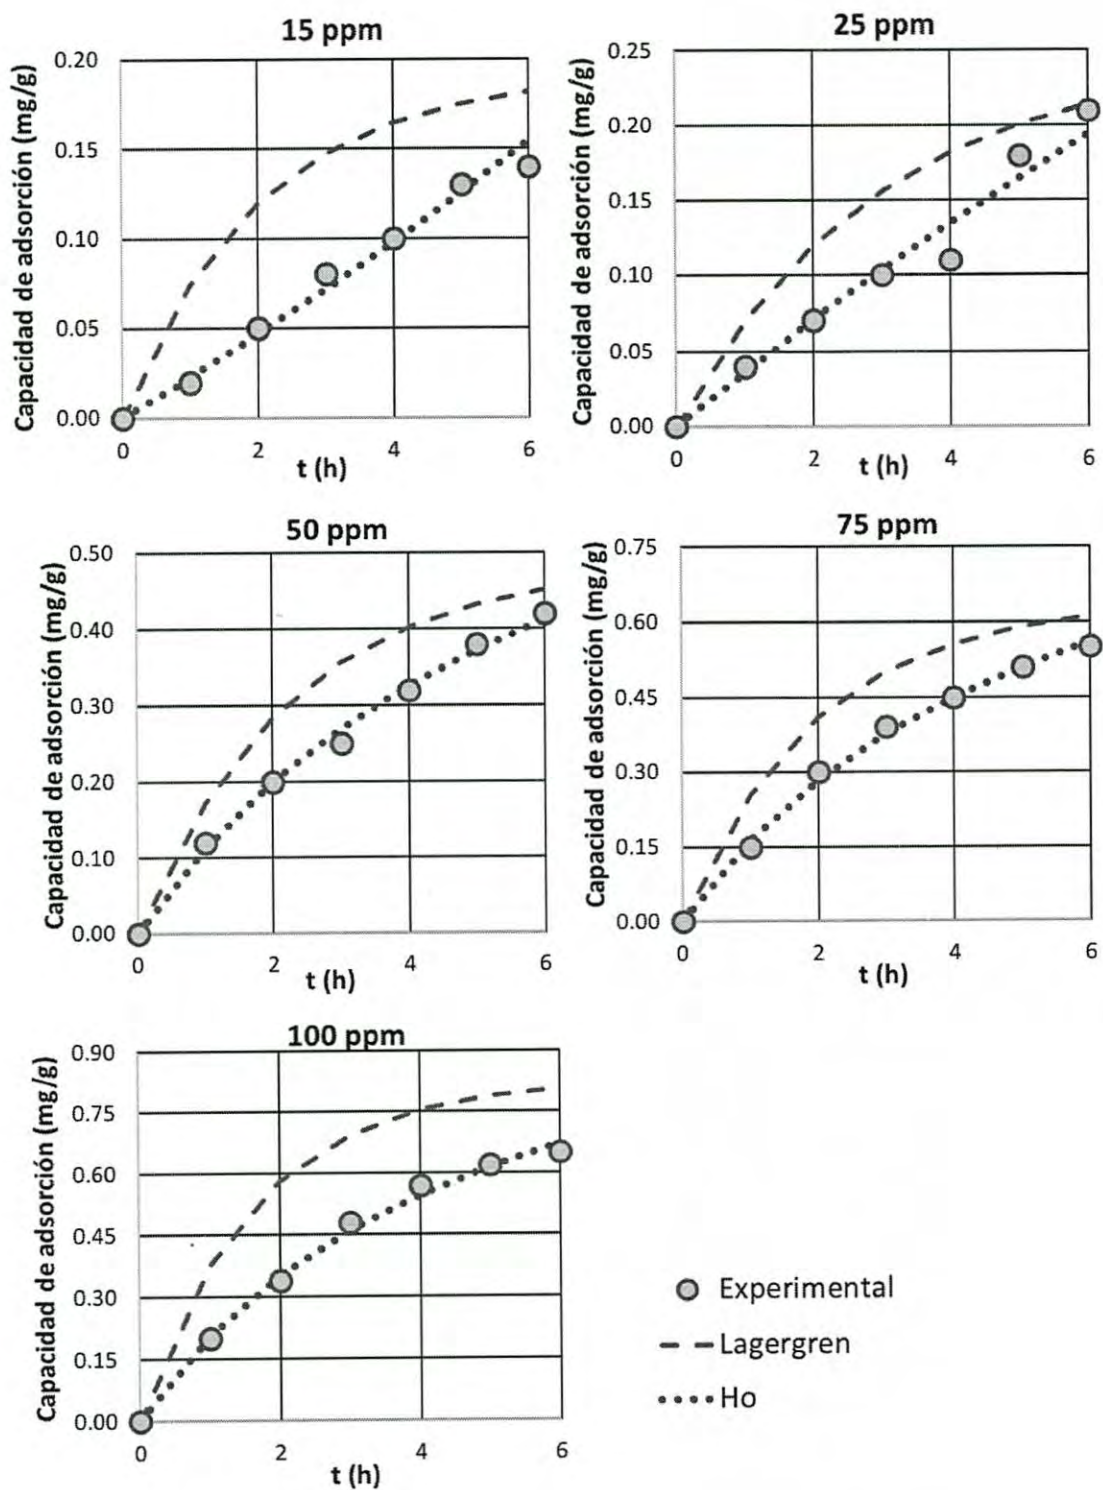 15 ppm
Capacidad de adsorción (mg/g)
0.20
0.15
0.10
0.05
0.00
0 2 4 6
t (h)
25 ppm
Capacidad de adsorción (mg/g)
0.25
0.20
0.15
0.10
0.05
0.00
0 2 4 6
t (h)
50 ppm
Capacidad de adsorción (mg/g)
0.50
0.40
0.30
0.20
0.10
0.00
0 2 4 6
t (h)
75 ppm
Capacidad de adsorción (mg/g)
0.75
0.60
0.45
0.30
0.15
0.00
0 2 4 6
t (h)
100 ppm
Capacidad de adsorción (mg/g)
0.90
0.75
0.60
0.45
0.30
0.15
0.00
0 2 4 6
t (h)
Experimental
Lagergren
Ho